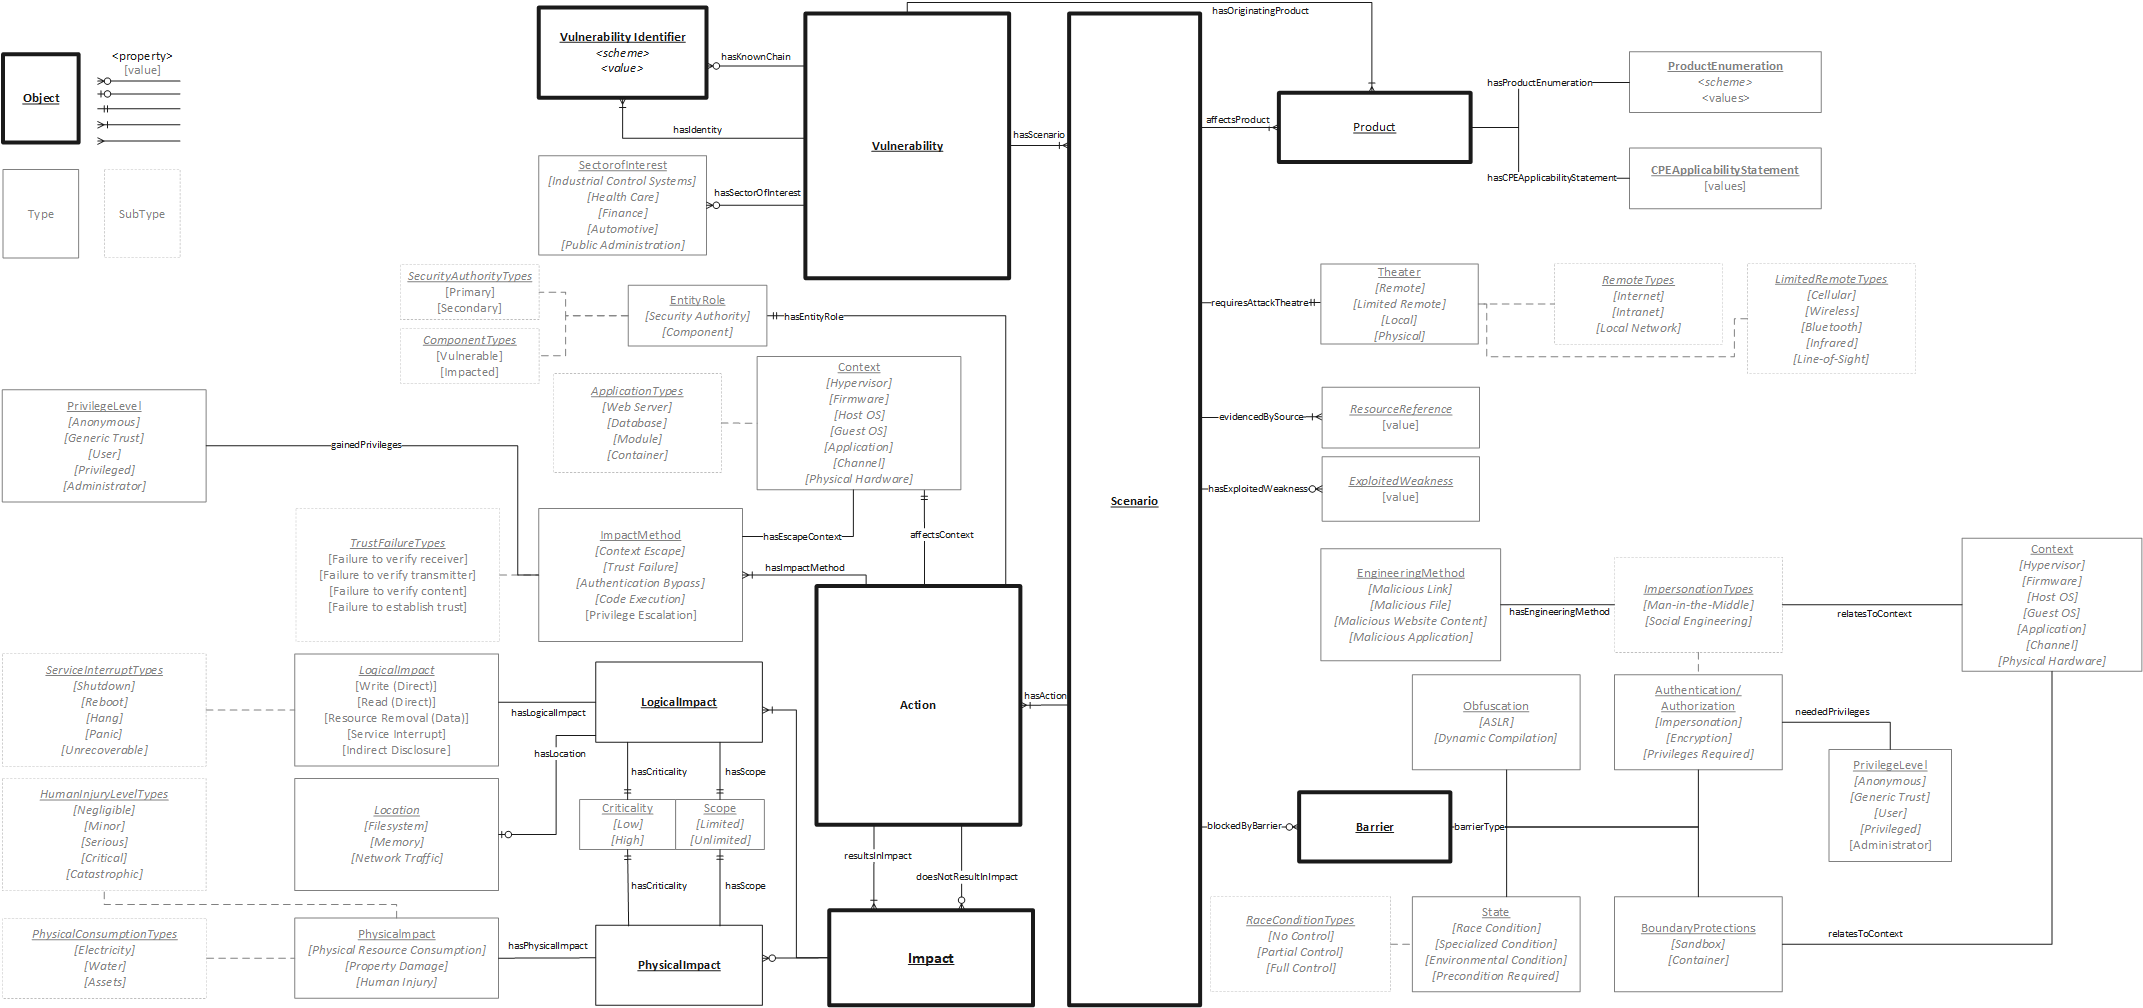 <property>
[value]
Object
Type
SubType
Vulnerability Identifier
<scheme>
<value>
hasKnownChain
hasIdentity
SectorofInterest
[Industrial Control Systems]
[Health Care]
[Finance]
[Automotive]
[Public Administration]
hasSectorOfInterest
Vulnerability
hasScenario
hasOriginatingProduct
affectsProduct
Product
hasProductEnumeration
ProductEnumeration
<scheme>
<values>
hasCPEApplicabilityStatement
CPEApplicabilityStatement
[values]
SecurityAuthorityTypes
[Primary]
[Secondary]
ComponentTypes
[Vulnerable]
[Impacted]
EntityRole
[Security Authority]
[Component]
hasEntityRole
requiresAttackTheatre
Theater
[Remote]
[Limited Remote]
[Local]
[Physical]
RemoteTypes
[Internet]
[Intranet]
[Local Network]
LimitedRemoteTypes
[Cellular]
[Wireless]
[Bluetooth]
[Infrared]
[Line-of-Sight]
PrivilegeLevel
[Anonymous]
[Generic Trust]
[User]
[Privileged]
[Administrator]
gainedPrivileges
ApplicationTypes
[Web Server]
[Database]
[Module]
[Container]
Context
[Hypervisor]
[Firmware]
[Host OS]
[Guest OS]
[Application]
[Channel]
[Physical Hardware]
evidencedBySource
ResourceReference
[value]
hasExploitedWeakness
ExploitedWeakness
[value]
Scenario
TrustFailureTypes
[Failure to verify receiver]
[Failure to verify transmitter]
[Failure to verify content]
[Failure to establish trust]
ImpactMethod
[Context Escape]
[Trust Failure]
[Authentication Bypass]
[Code Execution]
[Privilege Escalation]
hasEscapeContext
affectsContext
hasImpactMethod
EngineeringMethod
[Malicious Link]
[Malicious File]
[Malicious Website Content]
[Malicious Application]
hasEngineeringMethod
ImpersonationTypes
[Man-in-the-Middle]
[Social Engineering]
relatesToContext
Context
[Hypervisor]
[Firmware]
[Host OS]
[Guest OS]
[Application]
[Channel]
[Physical Hardware]
ServiceInterruptTypes
[Shutdown]
[Reboot]
[Hang]
[Panic]
[Unrecoverable]
LogicalImpact
[Write (Direct)]
[Read (Direct)]
[Resource Removal (Data)]
[Service Interrupt]
[Indirect Disclosure]
hasLogicalImpact
LogicalImpact
hasLocation
Action
hasAction
Obfuscation
[ASLR]
[Dynamic Compilation]
Authentication/
Authorization
[Impersonation]
[Encryption]
[Privileges Required]
neededPrivileges
PrivilegeLevel
[Anonymous]
[Generic Trust]
[User]
[Privileged]
[Administrator]
HumanInjuryLevelTypes
[Negligible]
[Minor]
[Serious]
[Critical]
[Catastrophic]
Location
[Filesystem]
[Memory]
[Network Traffic]
hasCriticality
hasScope
Criticality
[Low]
[High]
Scope
[Limited]
[Unlimited]
hasCriticality
hasScope
resultsInImpact
doesNotResultInImpact
blockedByBarrier
Barrier
barrierType
PhysicalConsumptionTypes
[Electricity]
[Water]
[Assets]
PhysicalImpact
[Physical Resource Consumption]
[Property Damage]
[Human Injury]
hasPhysicalImpact
PhysicalImpact
Impact
RaceConditionTypes
[No Control]
[Partial Control]
[Full Control]
State
[Race Condition]
[Specialized Condition]
[Environmental Condition]
[Precondition Required]
BoundaryProtections
[Sandbox]
[Container]
relatesToContext